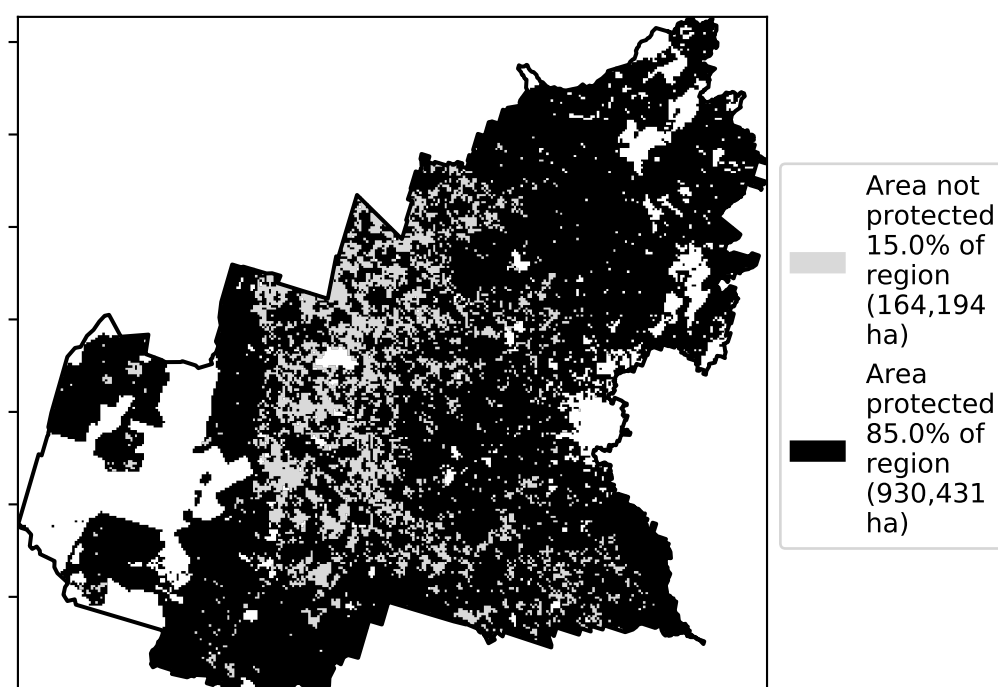 Area not
protected
15.0% of
region
(164,194
ha)
Area
protected
85.0% of
region
(930,431
ha)